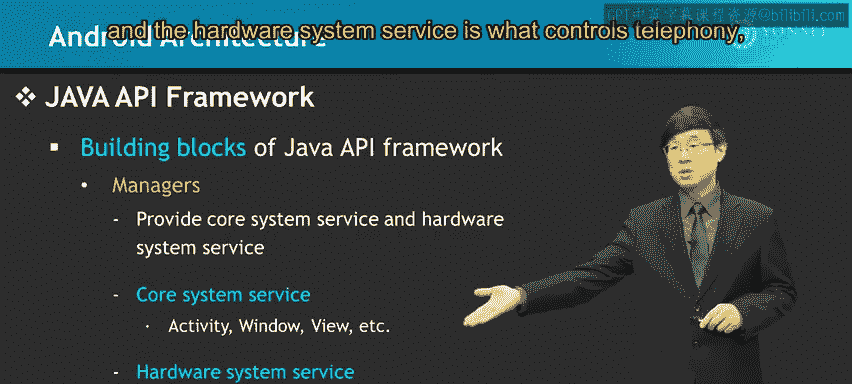 and the hardware system service is what controls telephony,
Android Architecture
YONSEI
❖ JAVA API Framework
▪ Building blocks of Java API framework
• Managers
- Provide core system service and hardware
system service
- Core system service
· Activity, Window, View, etc.
- Hardware system service